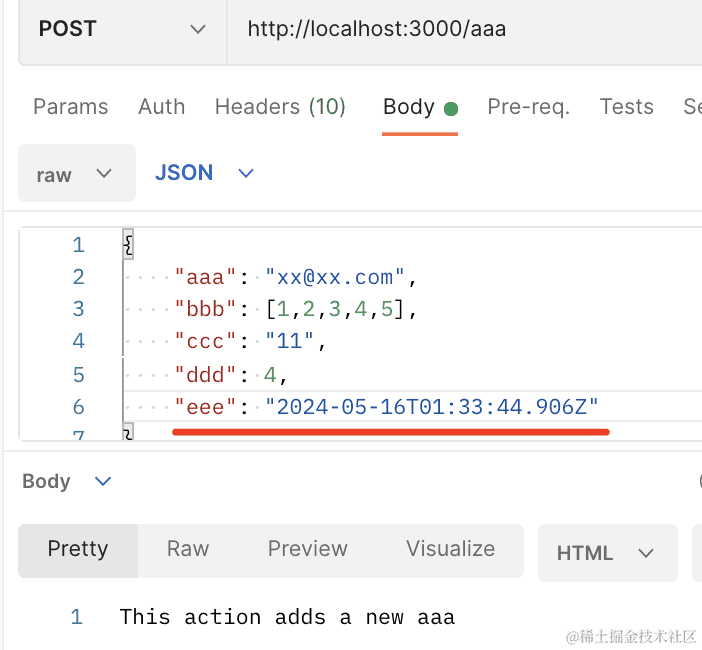 POST http://localhost:3000/aaa
Params Auth Headers (10) Body Pre-req. Tests Se
raw JSON
1 {
2 "aaa": "xx@xx.com",
3 "bbb": [1,2,3,4,5],
4 "ccc": "11",
5 "ddd": 4,
6 "eee": "2024-05-16T01:33:44.906Z"
7 }
Body
Pretty Raw Preview Visualize HTML
1 This action adds a new aaa
@稀土掘金技术社区